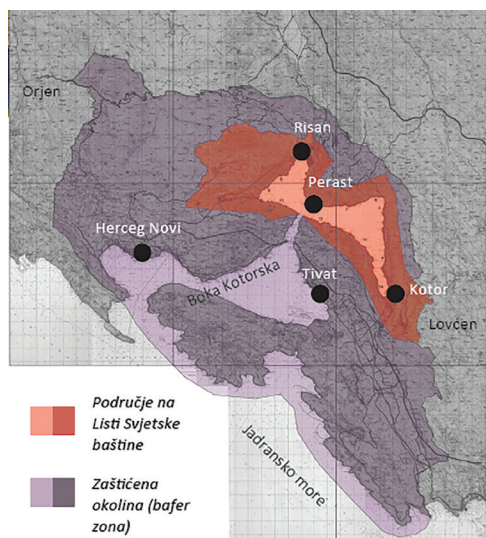 Orjen
Risan
Perast
Herceg Novi
Boka Kotorska
Tivat
Kotor
Lovćen
Područje na
Listi Svjetske
baštine
Jadransko more
Zaštićena
okolina (bafer
zona)